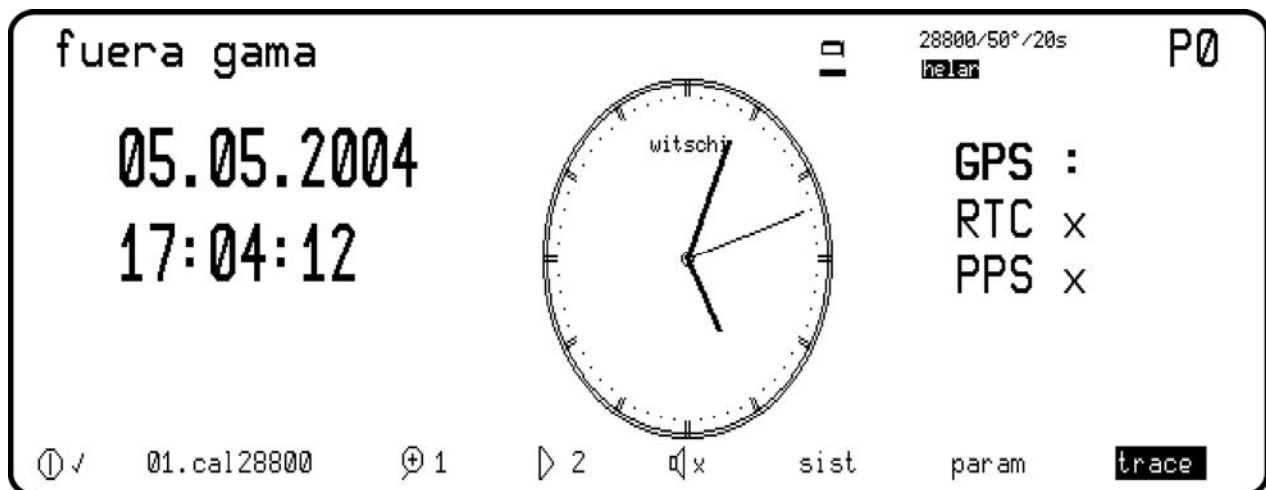 fuera gama
28800/50°/20s
helar
P0
05.05.2004
17:04:12
witschi
GPS :
RTC x
PPS x
01.cal28800
1
2
x
sist
param
trace